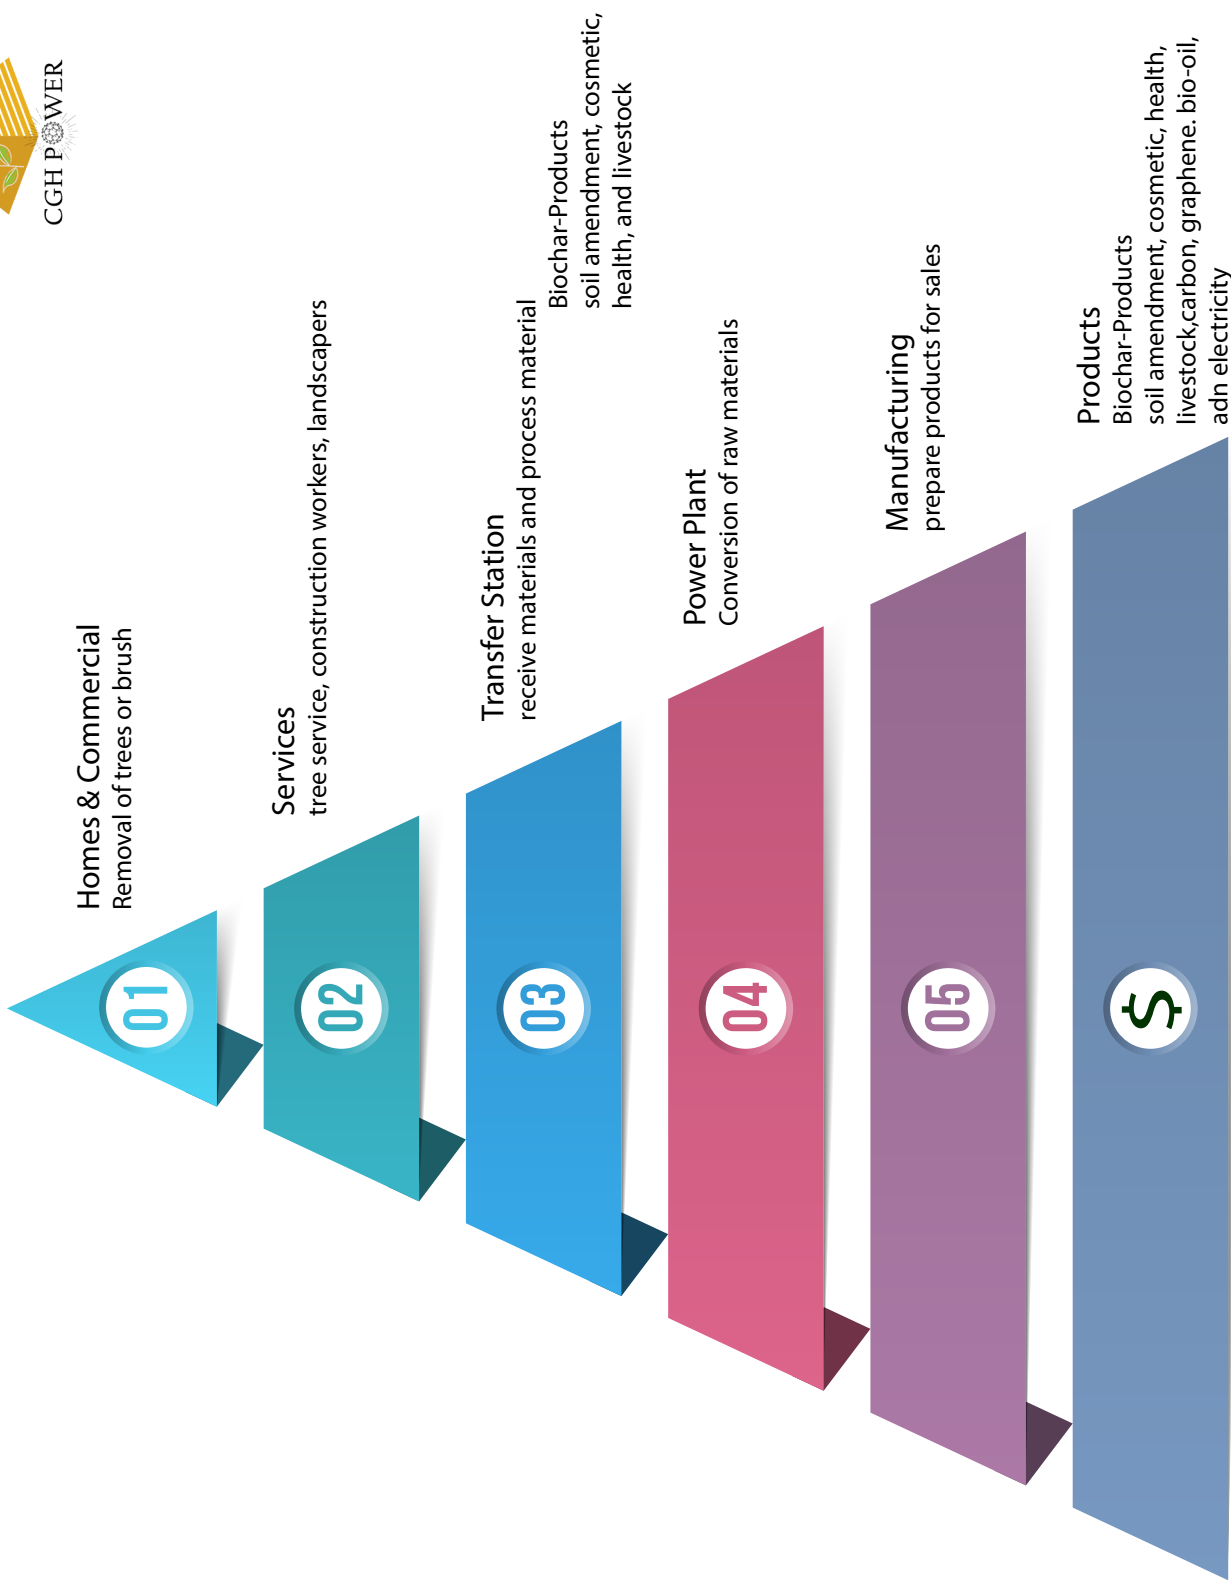 CGH POWER
01
Homes & Commercial
Removal of trees or brush
02
Services
tree service, construction workers, landscapers
03
Transfer Station
receive materials and process material
Biochar-Products
soil amendment, cosmetic,
health, and livestock
04
Power Plant
Conversion of raw materials
05
Manufacturing
prepare products for sales
$
Products
Biochar-Products
soil amendment, cosmetic, health,
livestock,carbon, graphene. bio-oil,
adn electricity